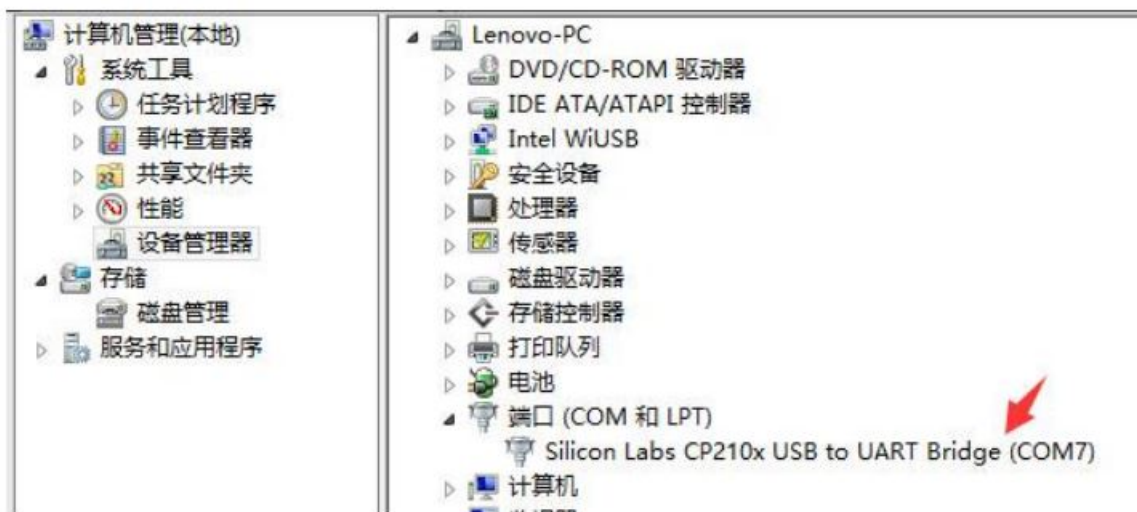 计算机管理(本地)
系统工具
任务计划程序
事件查看器
共享文件夹
性能
设备管理器
存储
磁盘管理
服务和应用程序
Lenovo-PC
DVD/CD-ROM 驱动器
IDE ATA/ATAPI 控制器
Intel WiUSB
安全设备
处理器
传感器
磁盘驱动器
存储控制器
打印队列
电池
端口 (COM 和 LPT)
Silicon Labs CP210x USB to UART Bridge (COM7)
计算机